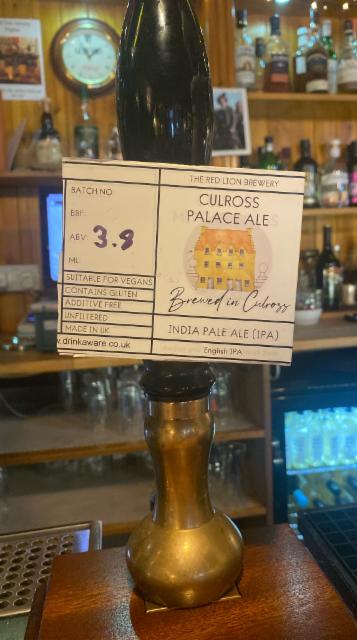 BATCH NO
BBF:
ABV: 3.8
ML:
SUITABLE FOR VEGANS
CONTAINS GLUTEN
ADDITIVE FREE
UNFILTERED
MADE IN UK
w.drinkaware.co.uk
THE RED LION BREWERY
CULROSS
PALACE ALE
Brewed in Culross
INDIA PALE ALE (IPA)
English IPA